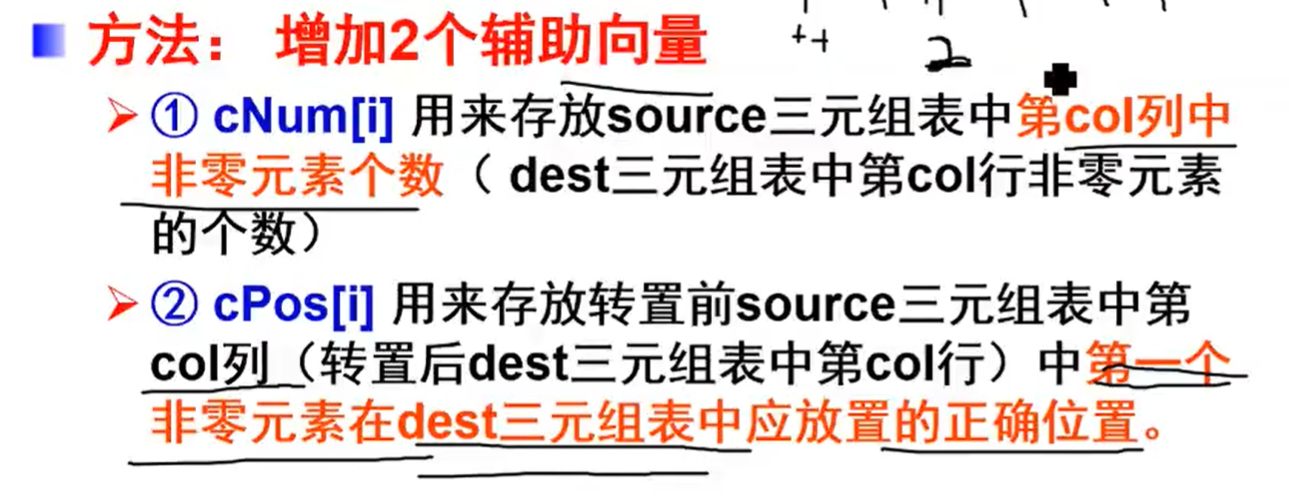 方法： 增加2个辅助向量
++
2
① cNum[i] 用来存放source三元组表中第col列中
非零元素个数（ dest三元组表中第col行非零元素
的个数）
② cPos[i] 用来存放转置前source三元组表中第
col列（转置后dest三元组表中第col行）中第一个
非零元素在dest三元组表中应放置的正确位置。